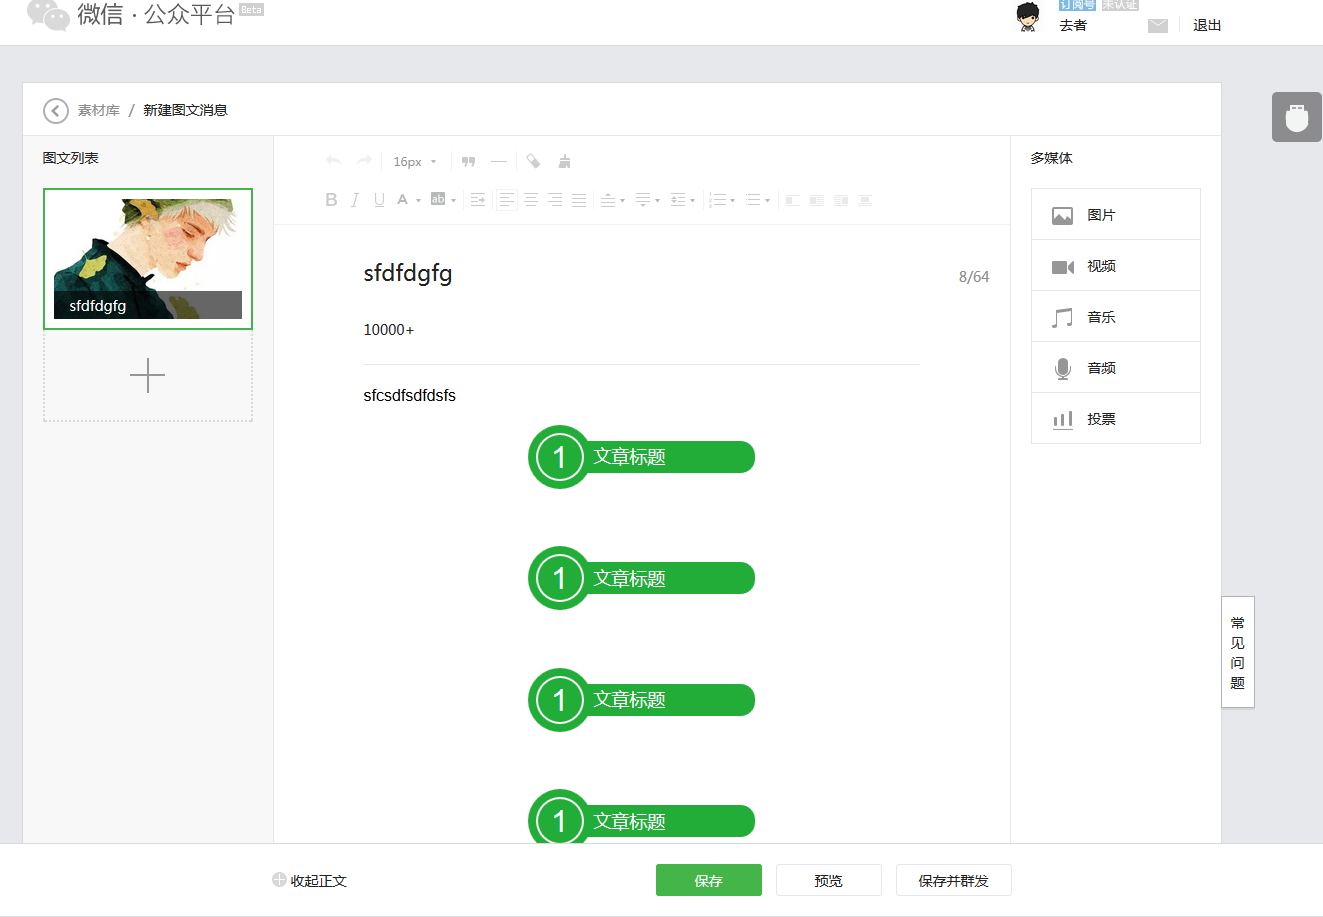 微信 · 公众平台 Beta
订阅号 未认证
去者
退出
素材库 / 新建图文消息
图文列表
sfdfdgfg
16px
B I U A ab
sfdfdgfg
8/64
10000+
sfcsdfsdfdsfs
1 文章标题
1 文章标题
1 文章标题
1 文章标题
多媒体
图片
视频
音乐
音频
投票
常
见
问
题
收起正文
保存
预览
保存并群发